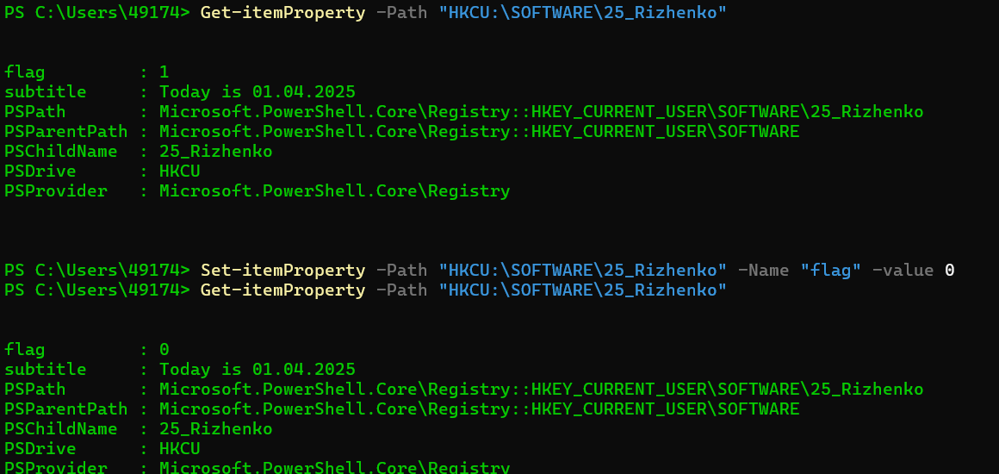 PS C:\Users\49174> Get-itemProperty -Path "HKCU:\SOFTWARE\25_Rizhenko"
flag         : 1
subtitle     : Today is 01.04.2025
PSPath       : Microsoft.PowerShell.Core\Registry::HKEY_CURRENT_USER\SOFTWARE\25_Rizhenko
PSParentPath : Microsoft.PowerShell.Core\Registry::HKEY_CURRENT_USER\SOFTWARE
PSChildName  : 25_Rizhenko
PSDrive      : HKCU
PSProvider   : Microsoft.PowerShell.Core\Registry
PS C:\Users\49174> Set-itemProperty -Path "HKCU:\SOFTWARE\25_Rizhenko" -Name "flag" -value 0
PS C:\Users\49174> Get-itemProperty -Path "HKCU:\SOFTWARE\25_Rizhenko"
flag         : 0
subtitle     : Today is 01.04.2025
PSPath       : Microsoft.PowerShell.Core\Registry::HKEY_CURRENT_USER\SOFTWARE\25_Rizhenko
PSParentPath : Microsoft.PowerShell.Core\Registry::HKEY_CURRENT_USER\SOFTWARE
PSChildName  : 25_Rizhenko
PSDrive      : HKCU
PSProvider   : Microsoft.PowerShell.Core\Registry